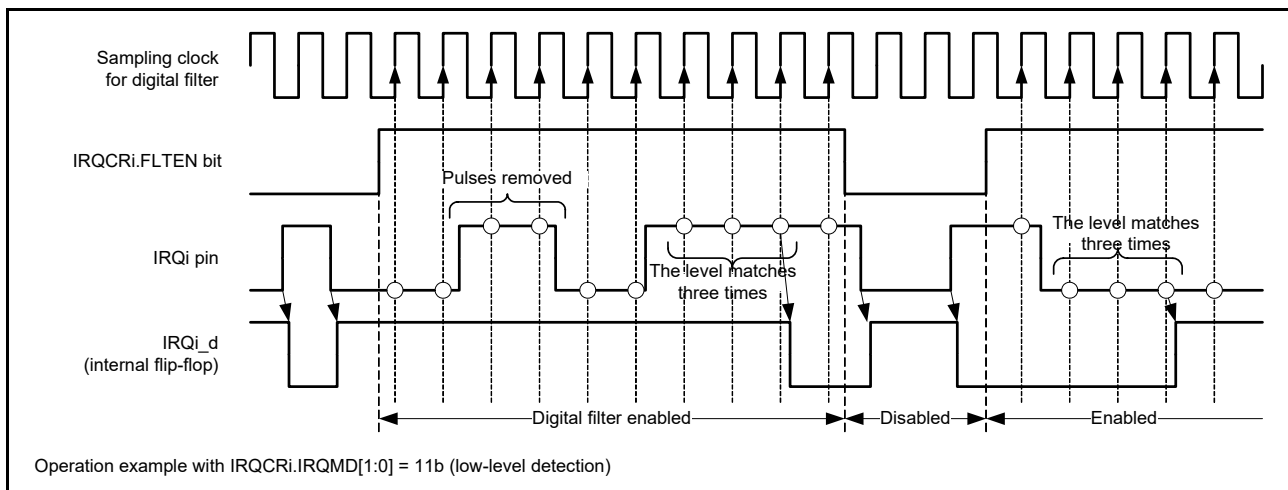 Sampling clock
for digital filter
IRQCRi.FLTEN bit
Pulses removed
IRQi pin
The level matches
three times
The level matches
three times
IRQi_d
(internal flip-flop)
Digital filter enabled
Disabled
Enabled
Operation example with IRQCRi.IRQMD[1:0] = 11b (low-level detection)